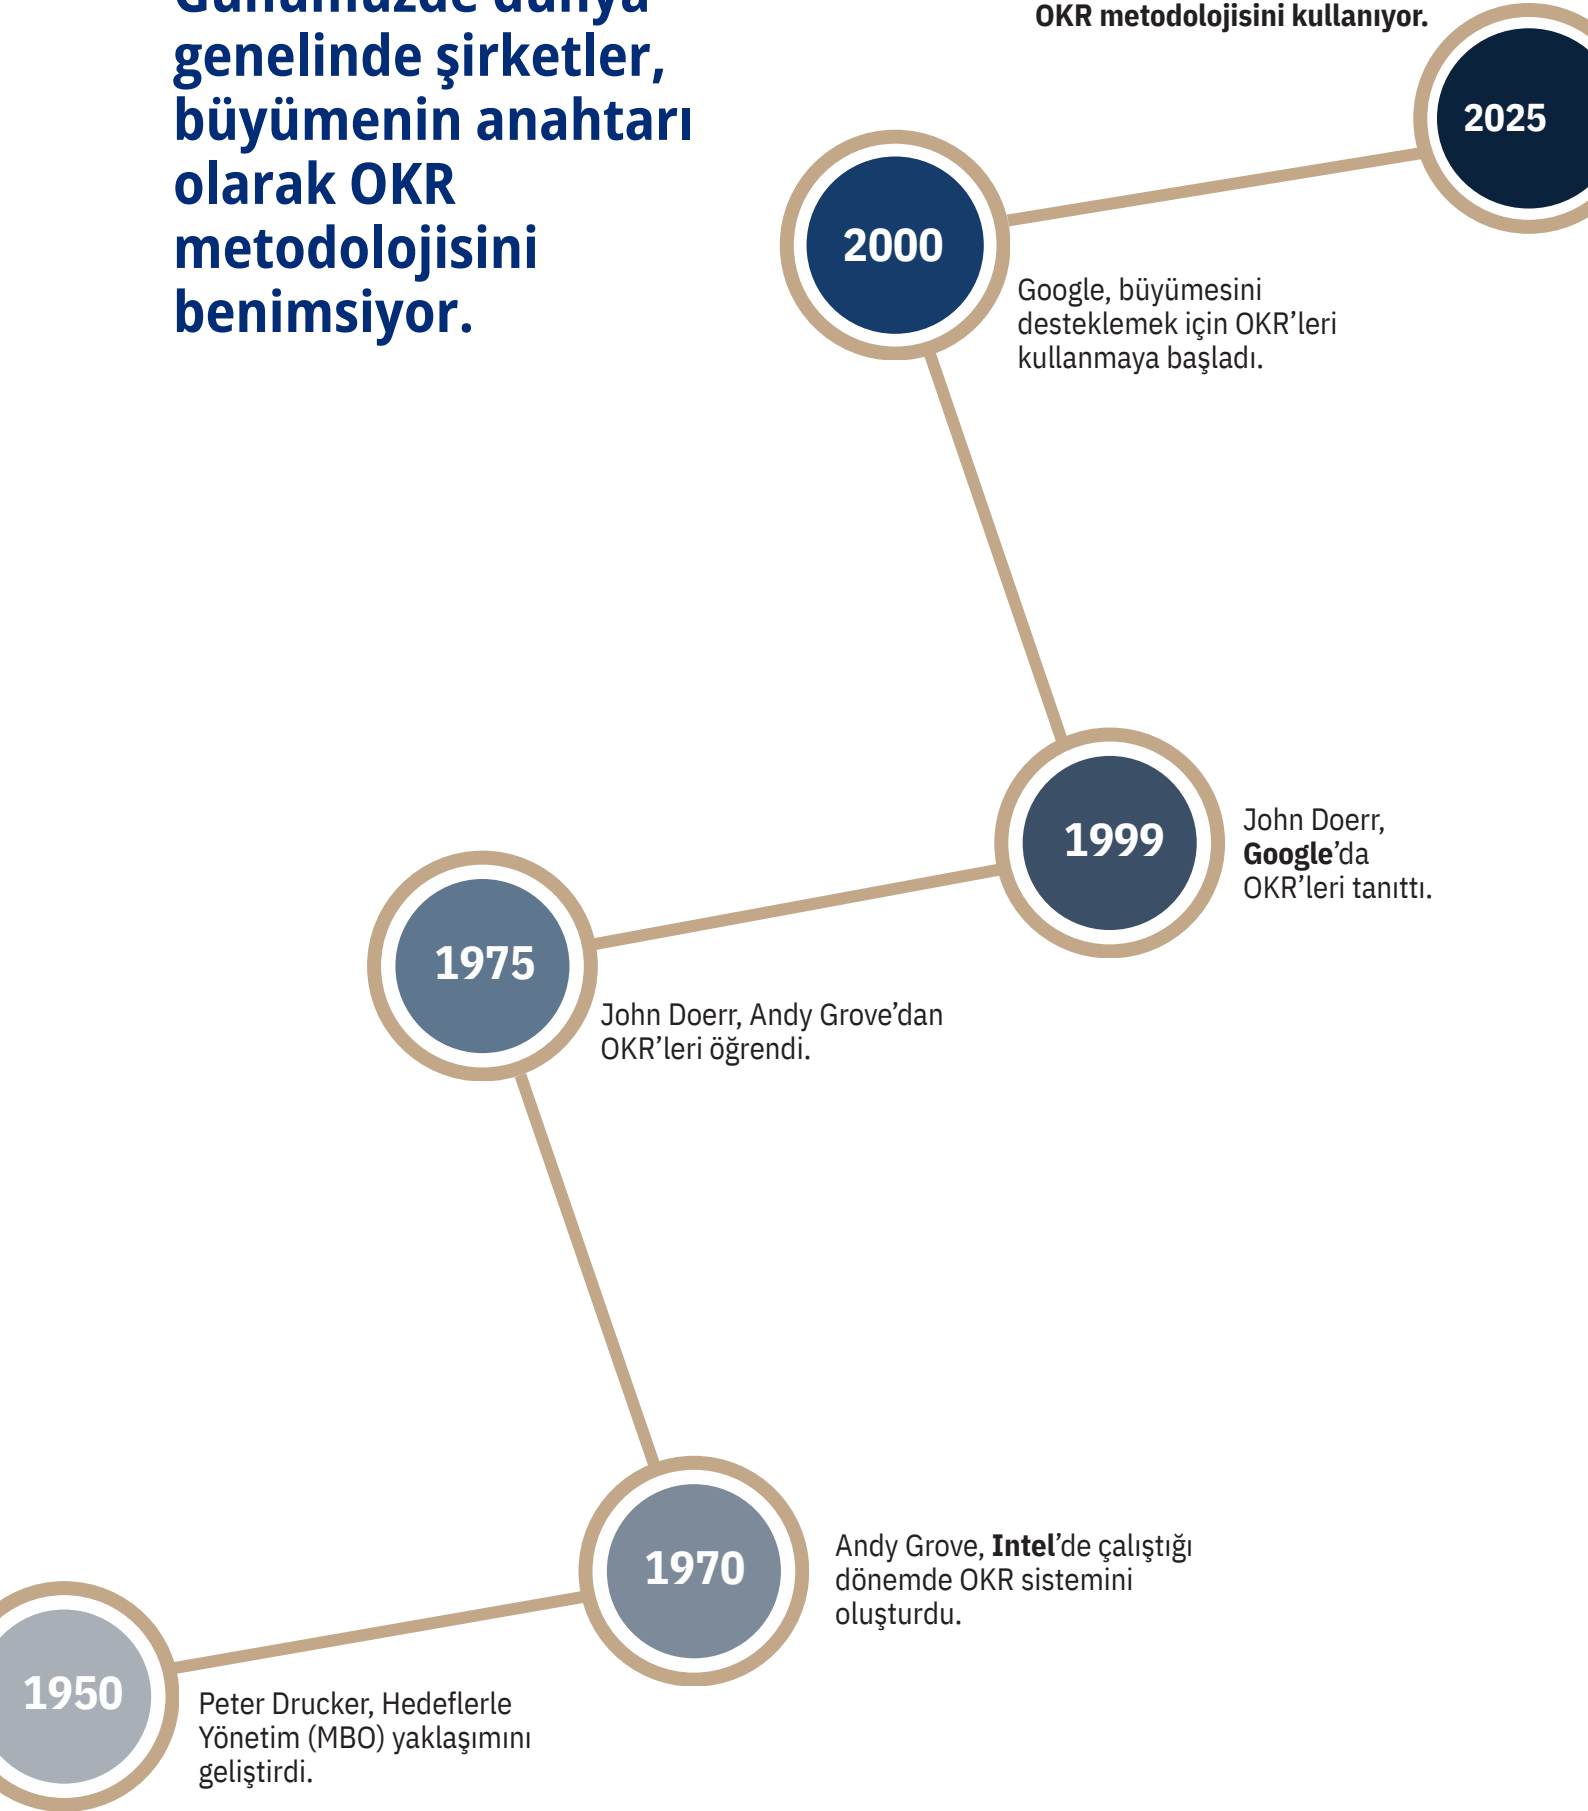 Günümüzde dünya
genelinde şirketler,
büyümenin anahtarı
olarak OKR
metodolojisini
benimsiyor.
OKR metodolojisini kullanıyor.
2025
2000
Google, büyümesini
desteklemek için OKR’leri
kullanmaya başladı.
1999
John Doerr,
Google’da
OKR’leri tanıttı.
1975
John Doerr, Andy Grove’dan
OKR’leri öğrendi.
1970
Andy Grove, Intel’de çalıştığı
dönemde OKR sistemini
oluşturdu.
1950
Peter Drucker, Hedeflerle
Yönetim (MBO) yaklaşımını
geliştirdi.